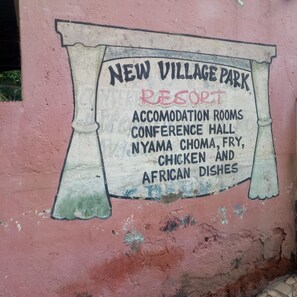 NEW VILLAGE PARK
RESORT
ACCOMODATION ROOMS
CONFERENCE HALL
NYAMA CHOMA, FRY,
CHICKEN AND
AFRICAN DISHES